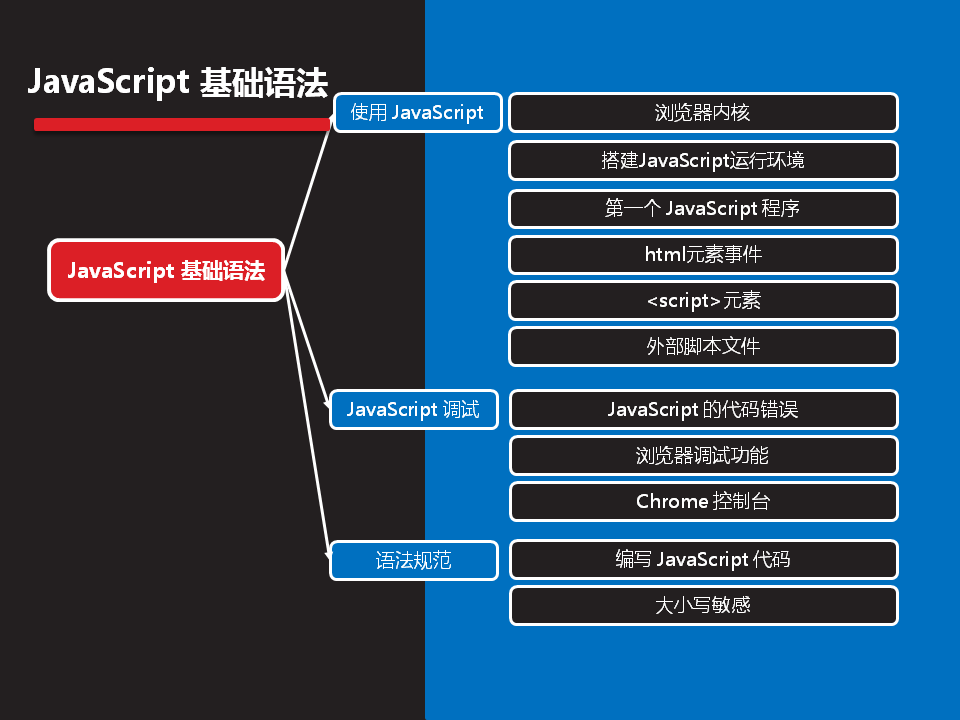 JavaScript 基础语法
使用 JavaScript
浏览器内核
搭建JavaScript运行环境
第一个 JavaScript 程序
html元素事件
<script>元素
外部脚本文件
JavaScript 基础语法
JavaScript 调试
JavaScript 的代码错误
浏览器调试功能
Chrome 控制台
语法规范
编写 JavaScript 代码
大小写敏感